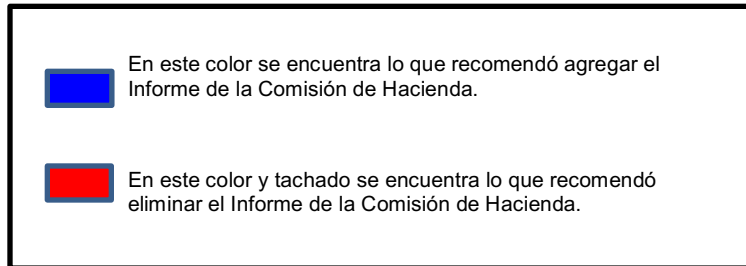 En este color se encuentra lo que recomendó agregar el
Informe de la Comisión de Hacienda.
En este color y tachado se encuentra lo que recomendó
eliminar el Informe de la Comisión de Hacienda.